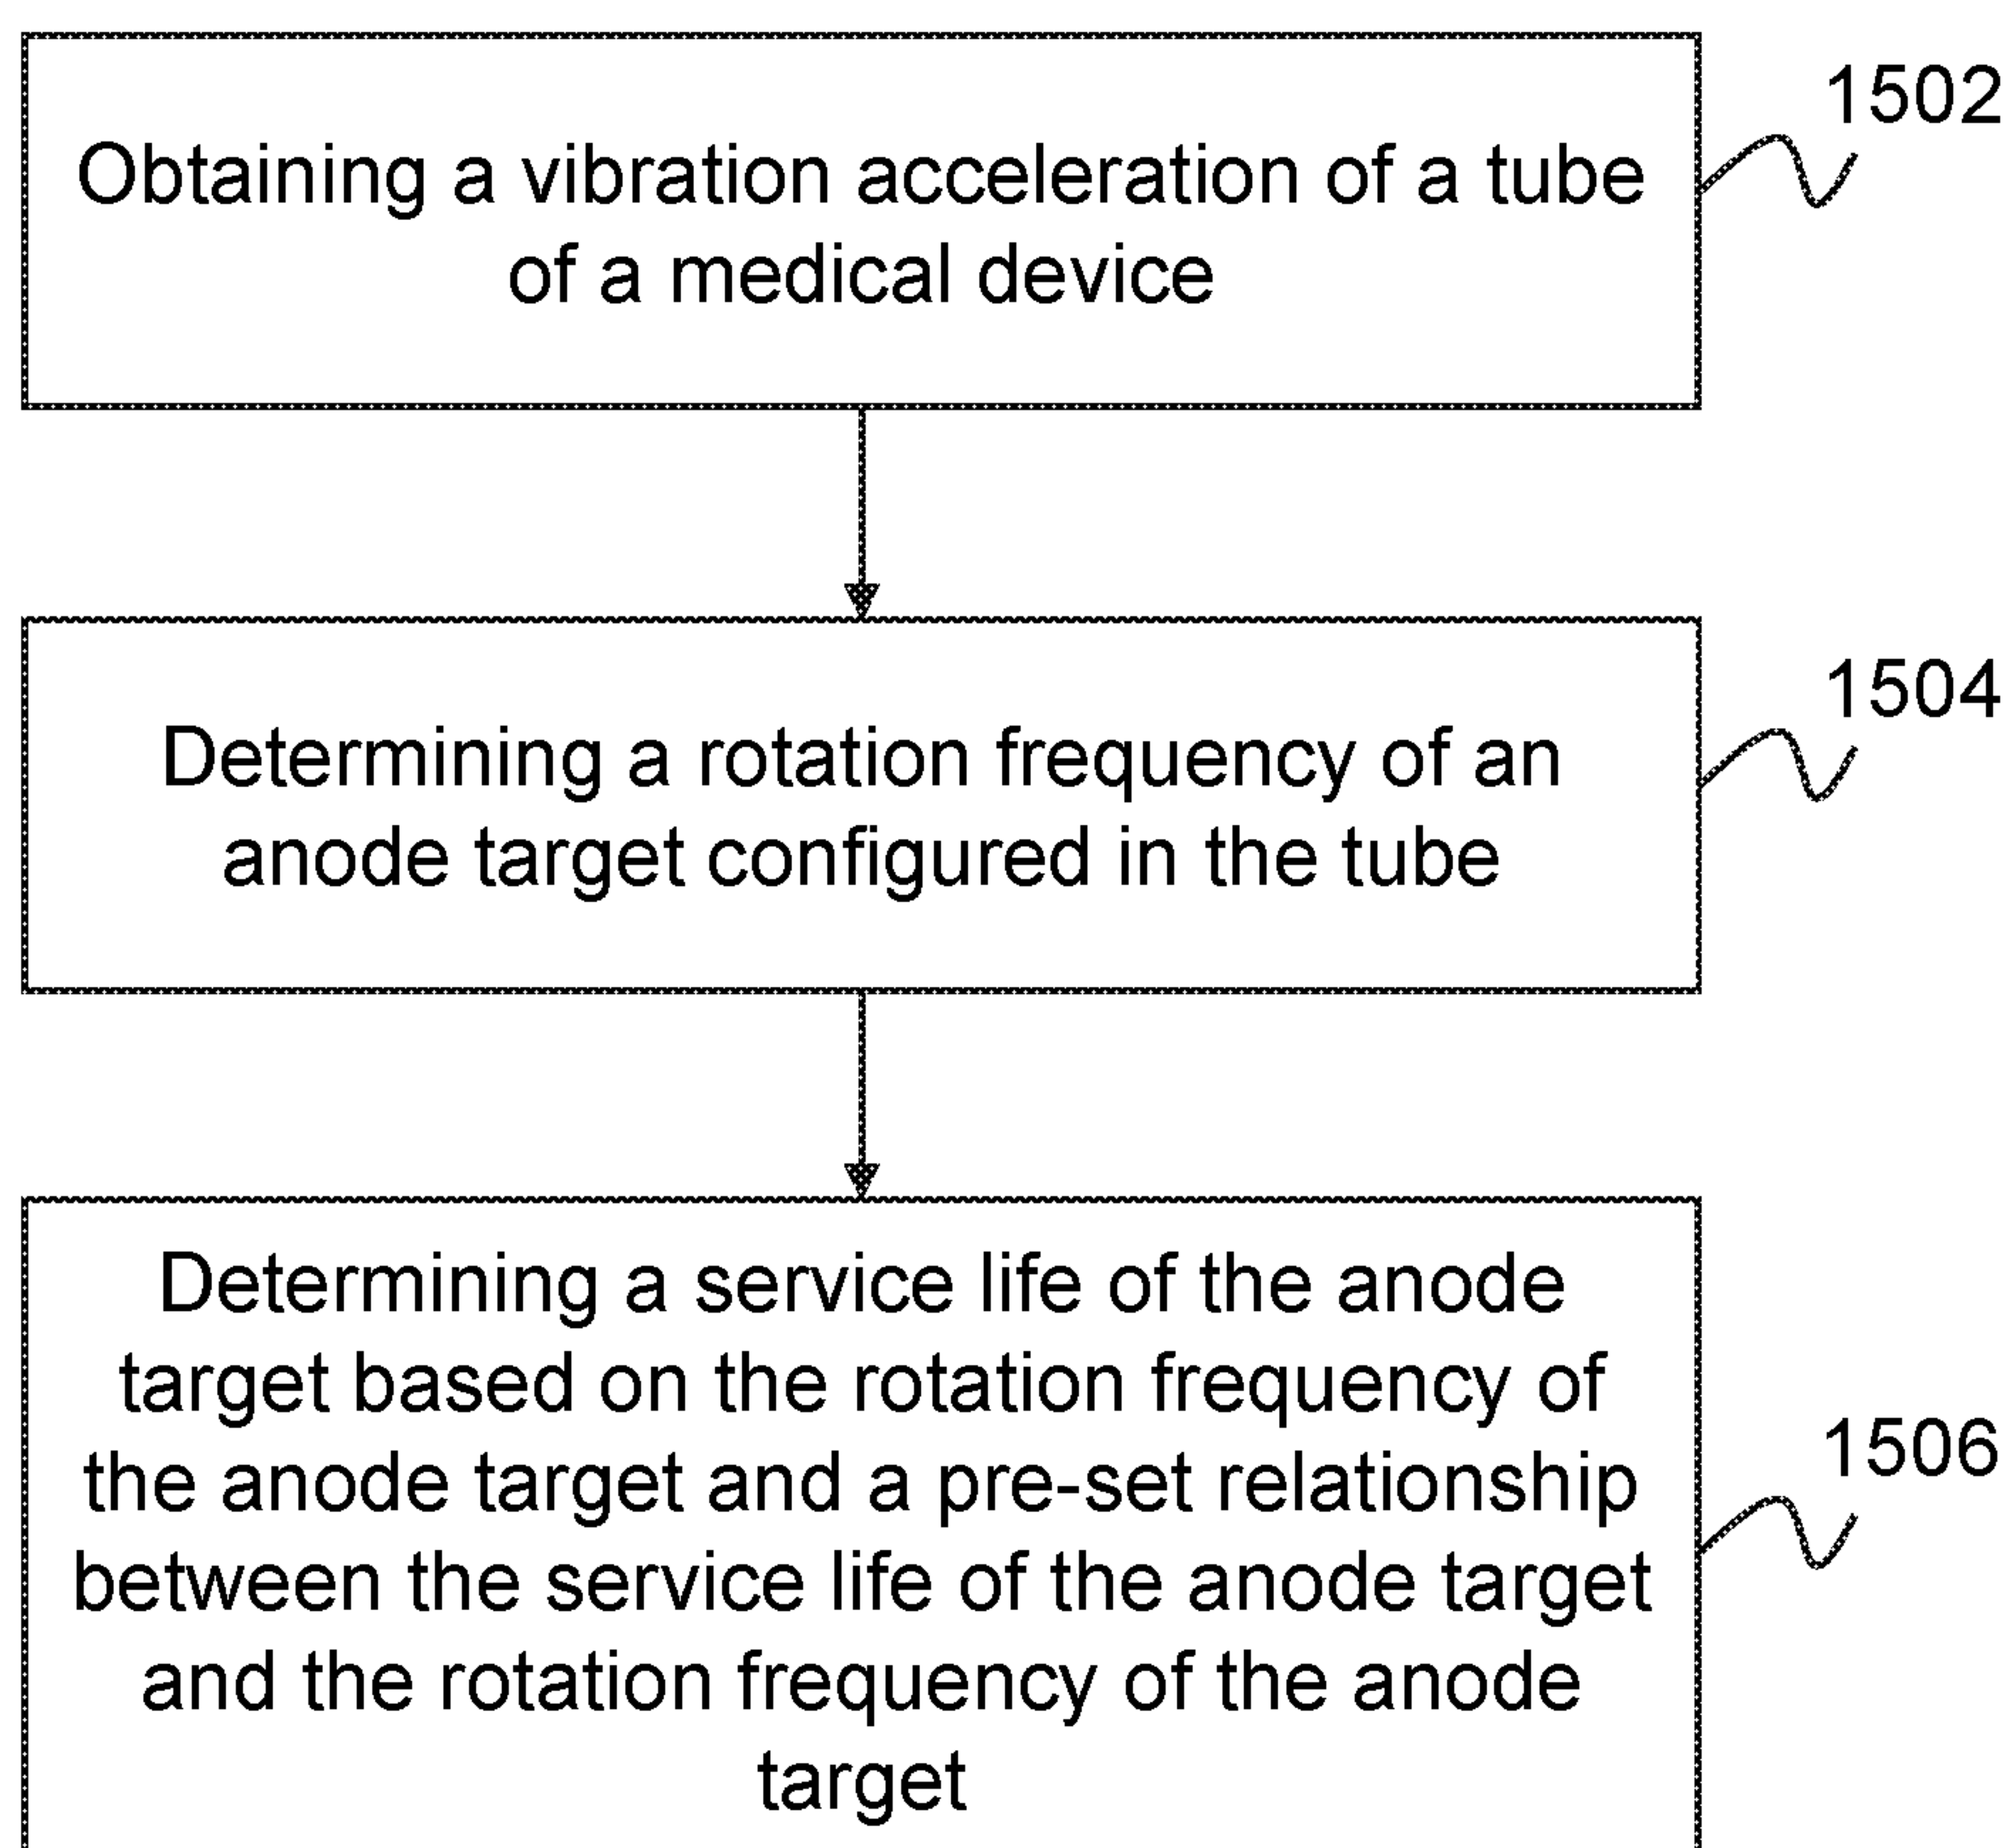 1502
Obtaining a vibration acceleration of a tube
of a medical device
1504
Determining a rotation frequency of an
anode target configured in the tube
Determining a service life of the anode
target based on the rotation frequency of
the anode target and a pre-set relationship
1506
between the service life of the anode target
and the rotation frequency of the anode
target